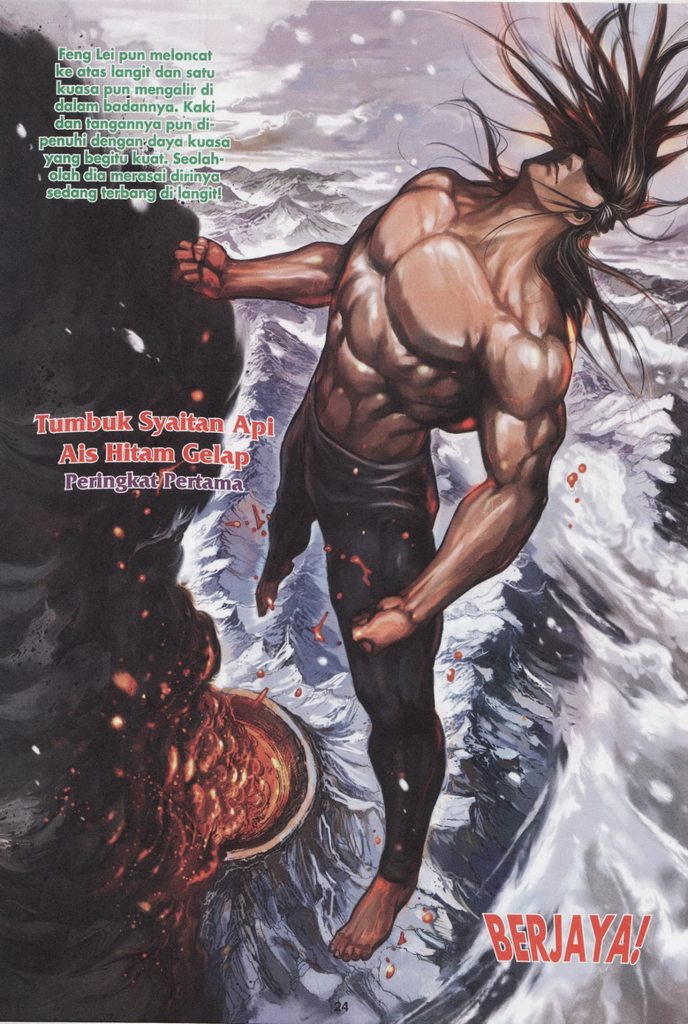 Feng Lei pun meloncat
ke atas langit dan satu
kuasa pun mengalir di
dalam badannya. Kaki
dan tangannya pun di-
penuhi dengan daya kuasa
yang begitu kuat. Seolah-
olah dia merasai dirinya
sedang terbang di langit!
Tumbuk Syaitan Api
Ais Hitam Gelap
Peringkat Pertama
BERJAYA!
24